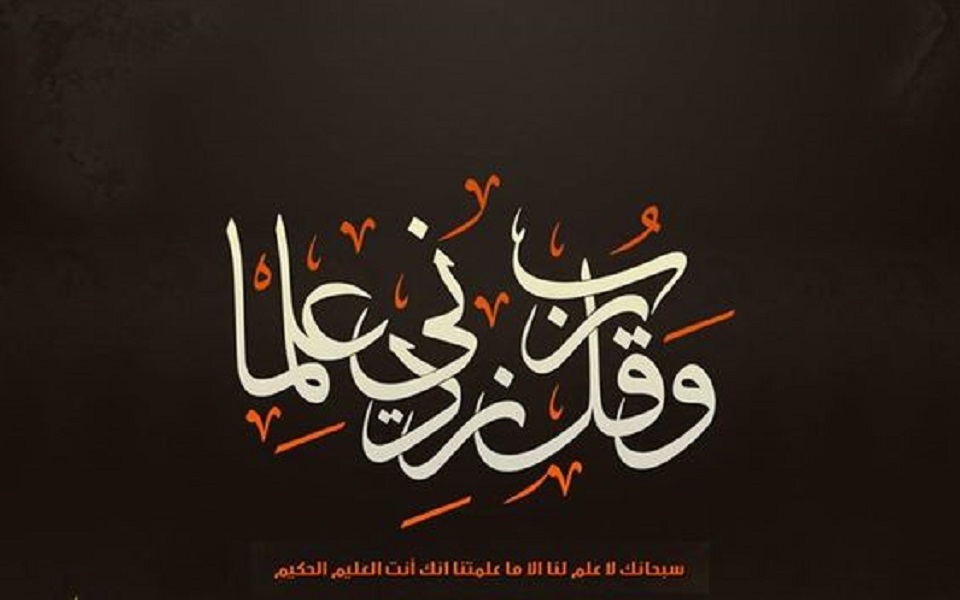 وقل رب زدني علما
سبحانك لا علم لنا الا ما علمتنا انك أنت العليم الحكيم